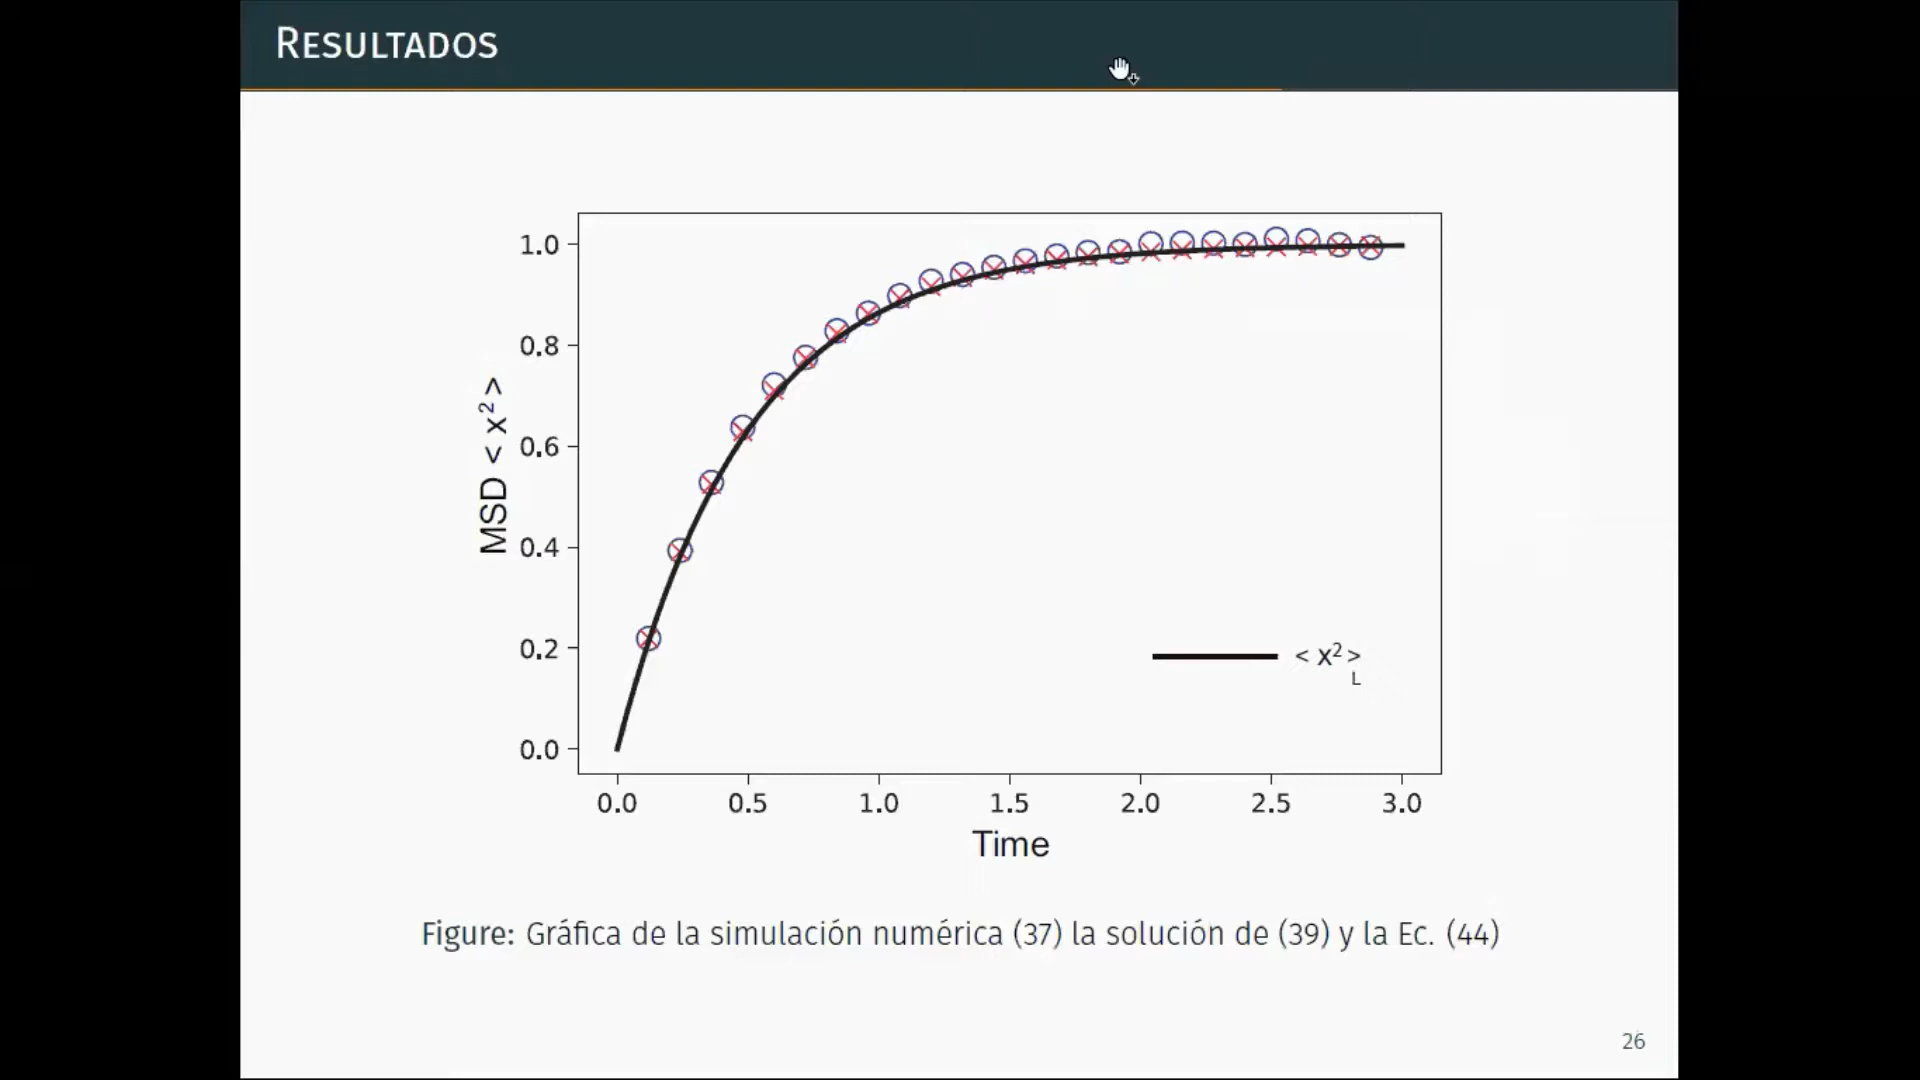 RESULTADOS
1.0
0.8
0.6
0.4
0.2
0.0
MSD < x² >
< x² >
L
0.0 0.5 1.0 1.5 2.0 2.5 3.0
Time
Figure: Gráfica de la simulación numérica (37) la solución de (39) y la Ec. (44)
26